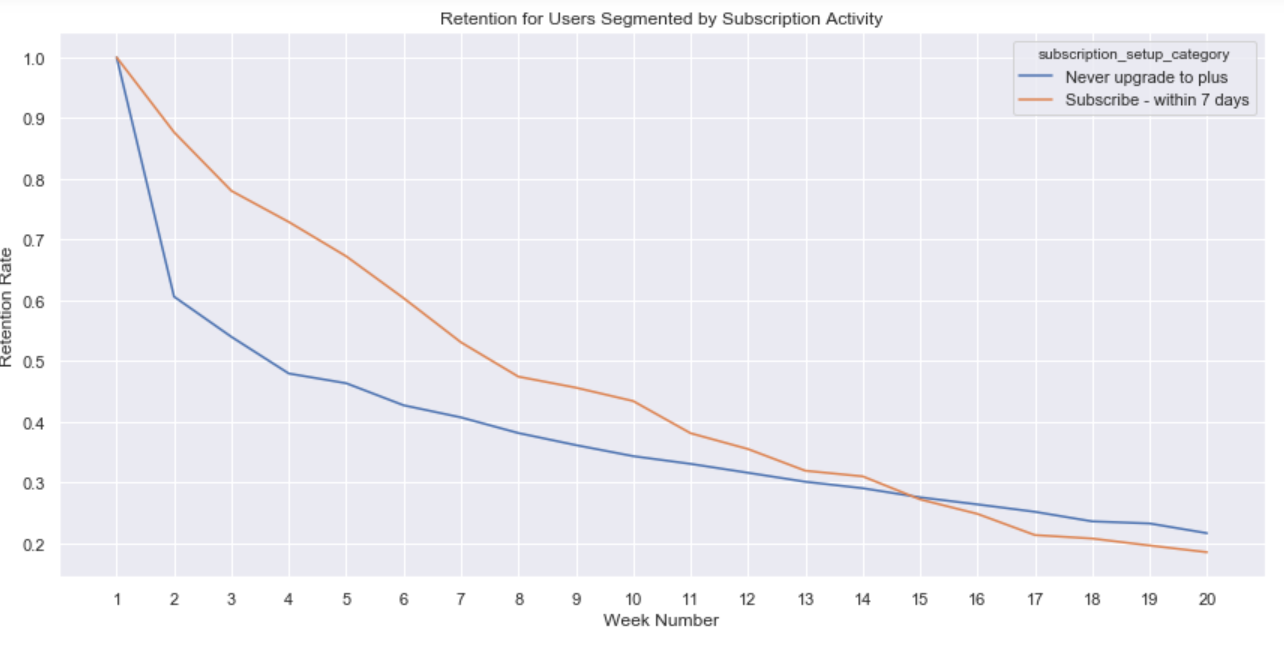 Retention for Users Segmented by Subscription Activity
subscription_setup_category
Never upgrade to plus
Subscribe - within 7 days
Retention Rate
1.0
0.9
0.8
0.7
0.6
0.5
0.4
0.3
0.2
1 2 3 4 5 6 7 8 9 10 11 12 13 14 15 16 17 18 19 20
Week Number